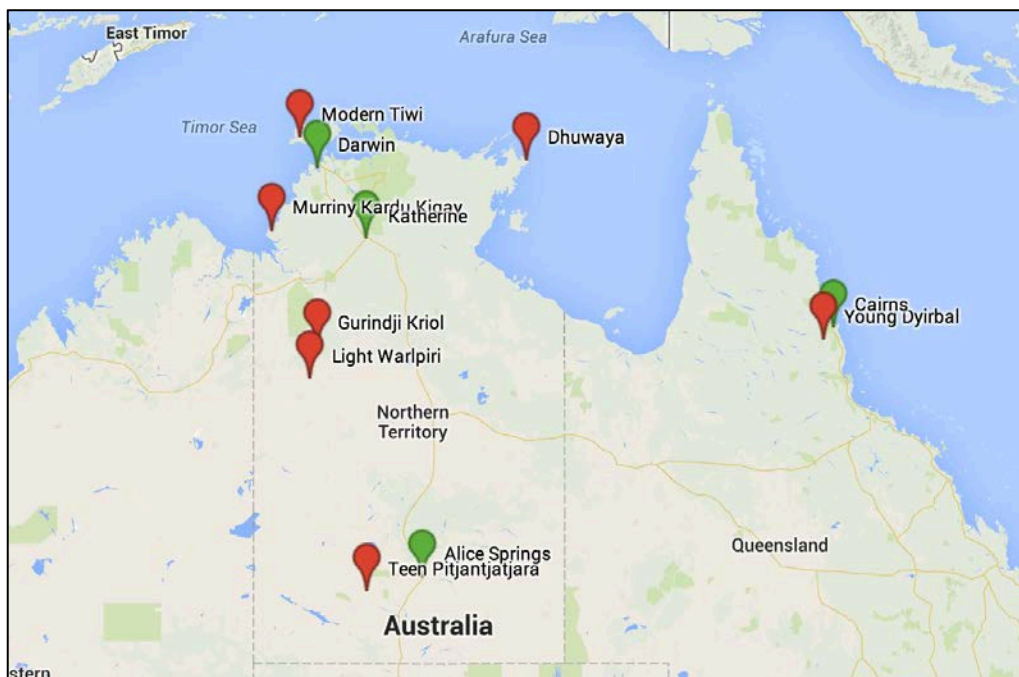 East Timor
Arafura Sea
Modern Tiwi
Timor Sea
Darwin
Dhuwaya
Murriny Kardu Kigay
Katherine
Cairns
Young Dyirbal
Gurindji Kriol
Light Warlpiri
Northern
Territory
Alice Springs
Queensland
Teen Pitjantjatjara
Australia
stern